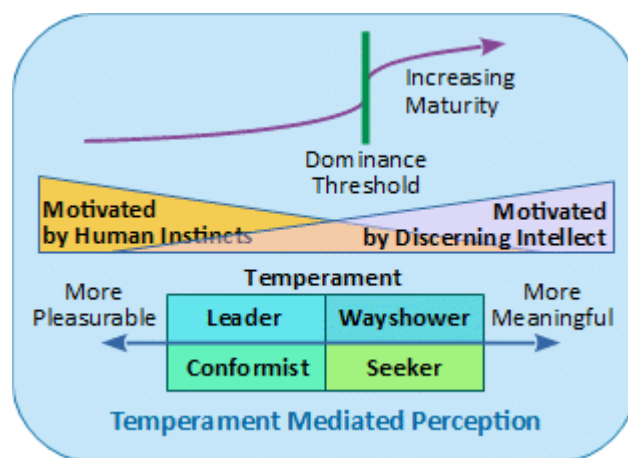 Increasing
Maturity
Dominance
Threshold
Motivated
by Human Instincts
Motivated
by Discerning Intellect
Temperament
More
Pleasurable
Leader
Wayshower
More
Meaningful
Conformist
Seeker
Temperament Mediated Perception